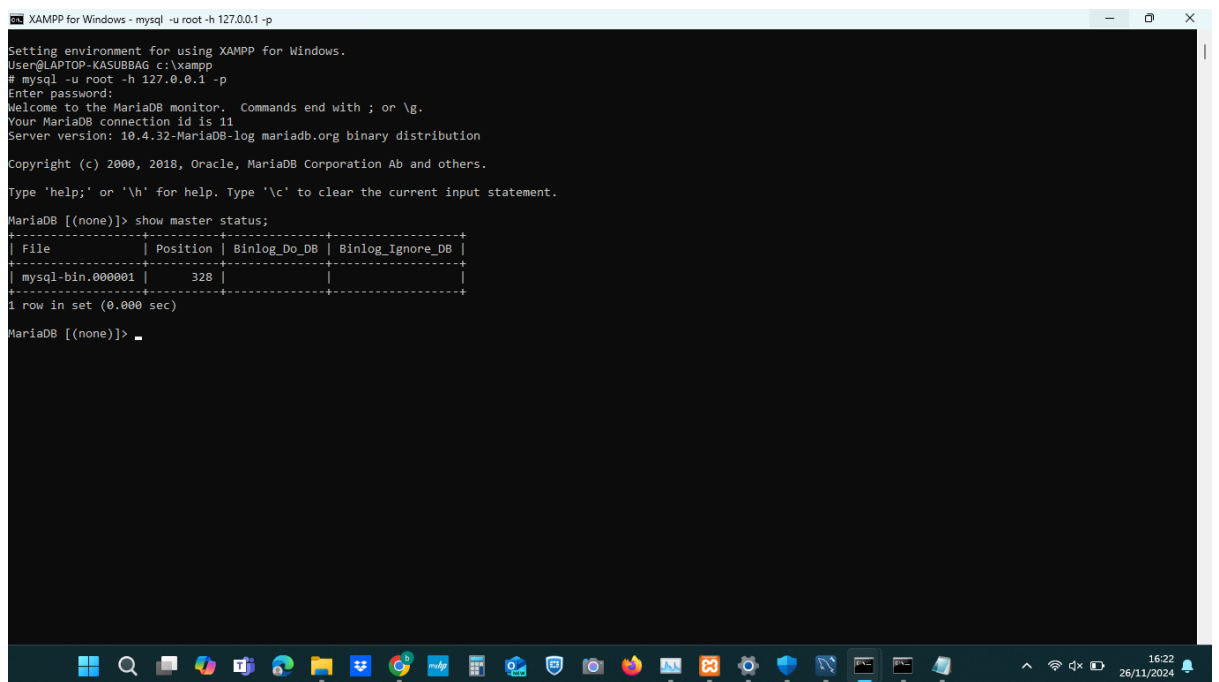 XAMPP for Windows - mysql -u root -h 127.0.0.1 -p
Setting environment for using XAMPP for Windows.
User@LAPTOP-KASUBBAG c:\xampp
# mysql -u root -h 127.0.0.1 -p
Enter password:
Welcome to the MariaDB monitor.  Commands end with ; or \g.
Your MariaDB connection id is 11
Server version: 10.4.32-MariaDB-log mariadb.org binary distribution
Copyright (c) 2000, 2018, Oracle, MariaDB Corporation Ab and others.
Type 'help;' or '\h' for help. Type '\c' to clear the current input statement.
MariaDB [(none)]> show master status;
+------------------+----------+--------------+------------------+
| File             | Position | Binlog_Do_DB | Binlog_Ignore_DB |
+------------------+----------+--------------+------------------+
| mysql-bin.000001 |      328 |              |                  |
+------------------+----------+--------------+------------------+
1 row in set (0.000 sec)
MariaDB [(none)]>
16:22
26/11/2024